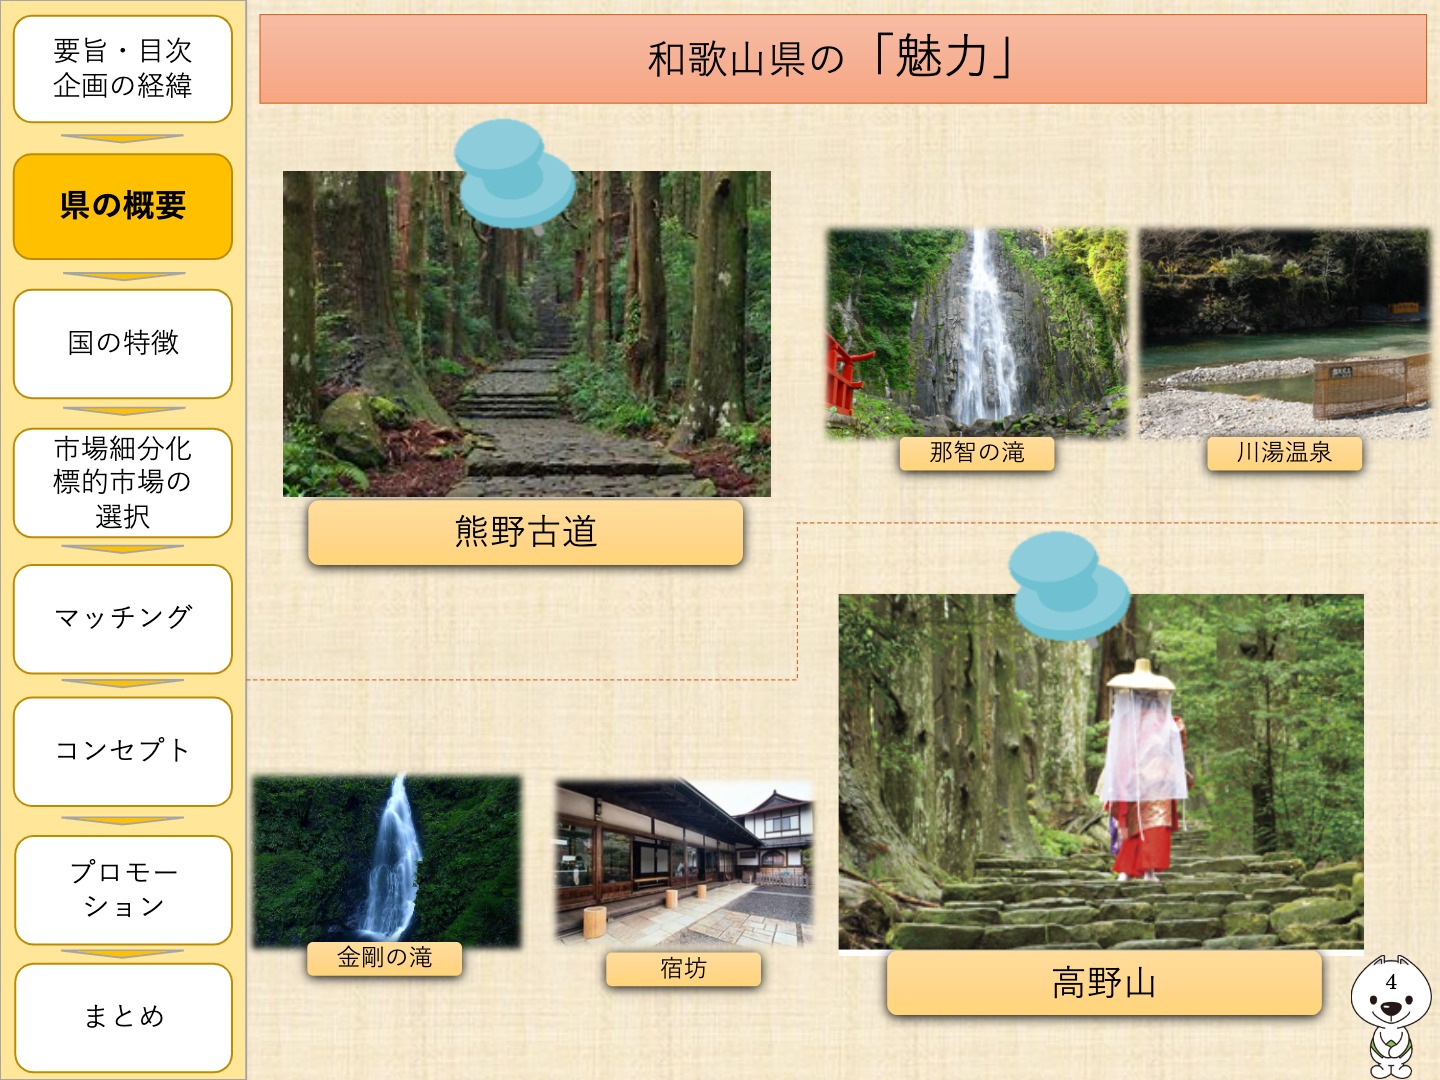 要旨・目次
企画の経緯
県の概要
国の特徴
市場細分化
標的市場の
選択
マッチング
コンセプト
プロモー
ション
まとめ
和歌山県の「魅力」
熊野古道
那智の滝
川湯温泉
金剛の滝
宿坊
高野山
4